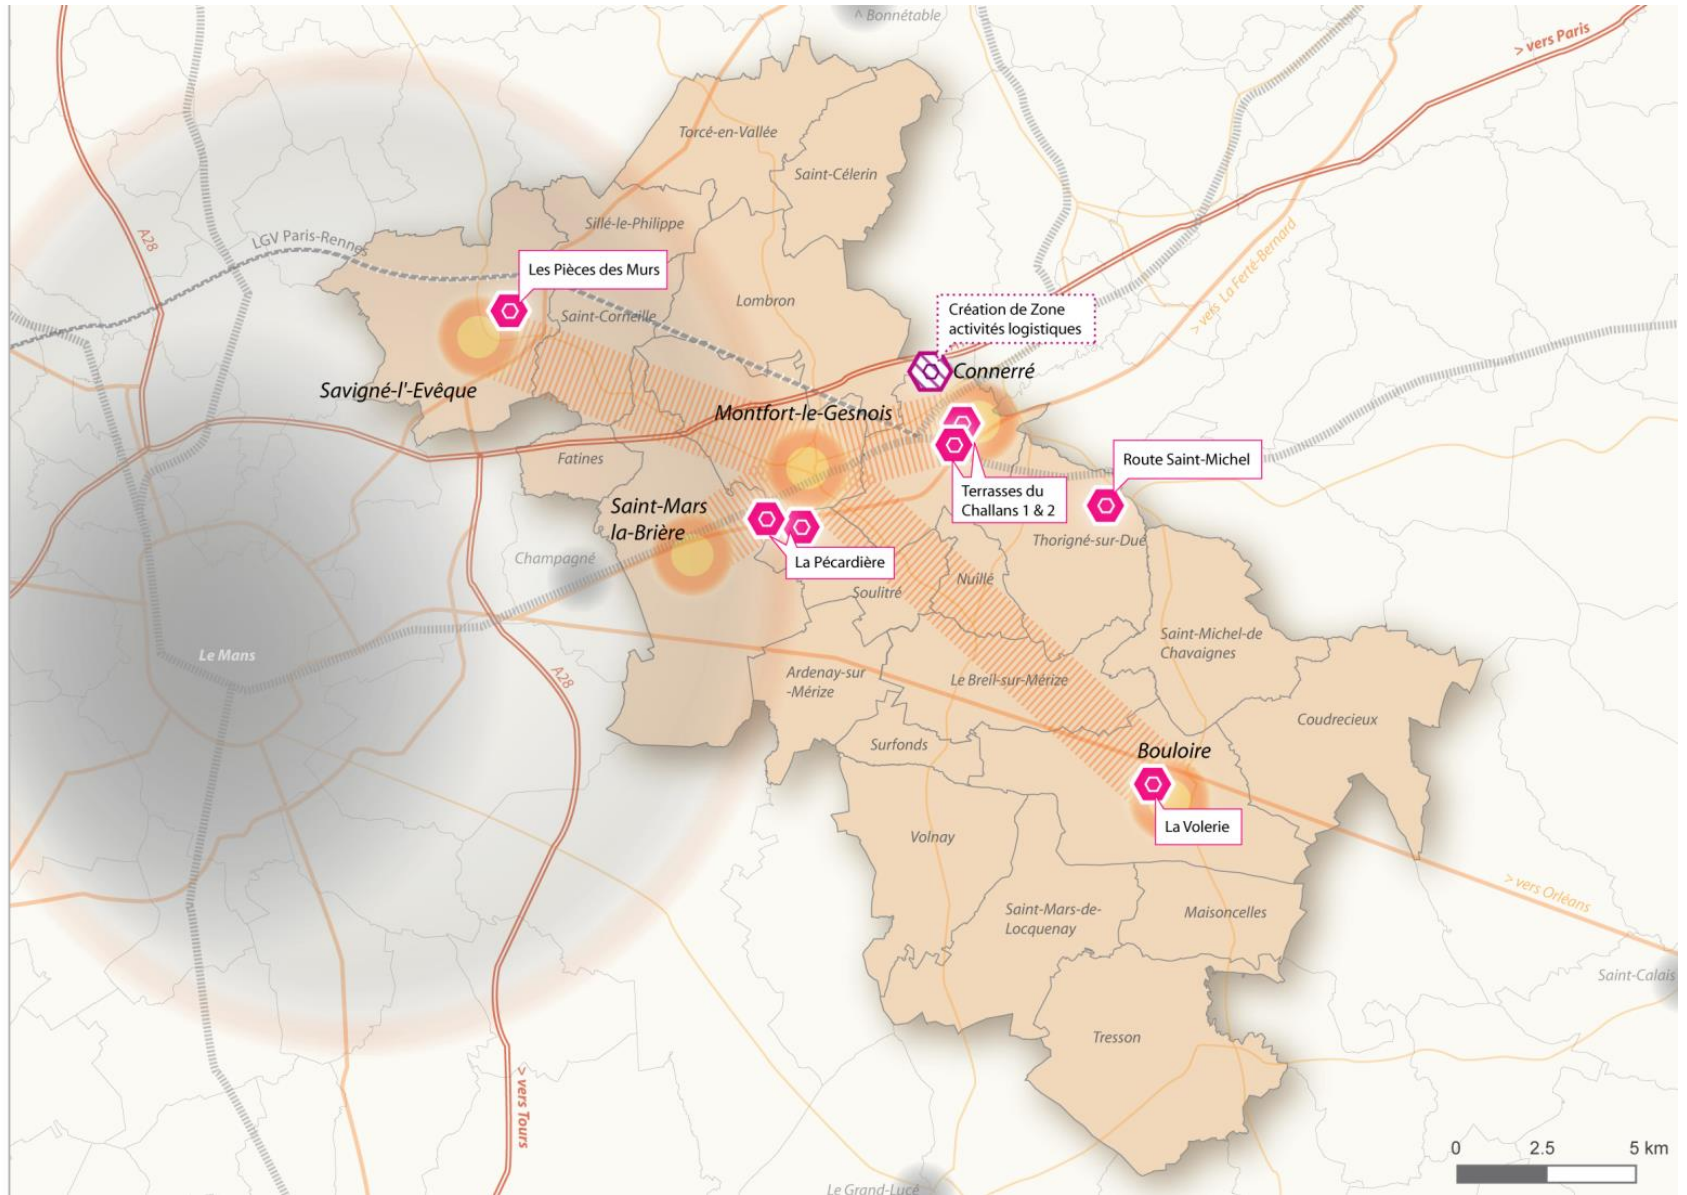 ^ Bonnétable
> vers Paris
Torcé-en-Vallée
Saint-Célerin
Sillé-le-Philippe
A28
LGV Paris-Rennes
> vers La Ferté-Bernard
Les Pièces des Murs
Lombron
Saint-Corneille
Création de Zone
activités logistiques
Connerré
Savigné-l'-Evêque
Montfort-le-Gesnois
Fatines
Route Saint-Michel
Terrasses du
Challans 1 & 2
Saint-Mars
la-Brière
Thorigné-sur-Dué
Champagné
La Pécardière
Nuillé
Soulitré
Le Mans
Saint-Michel-de
Chavaignes
A28
Ardenay-sur
-Mérize
Le Breil-sur-Mérize
Coudrecieux
Surfonds
Bouloire
La Volerie
Volnay
> vers Orléans
Saint-Mars-de-
Locquenay
Maisoncelles
Saint-Calais
Tresson
> vers Tours
0 2.5 5 km
Le Grand-Lucé